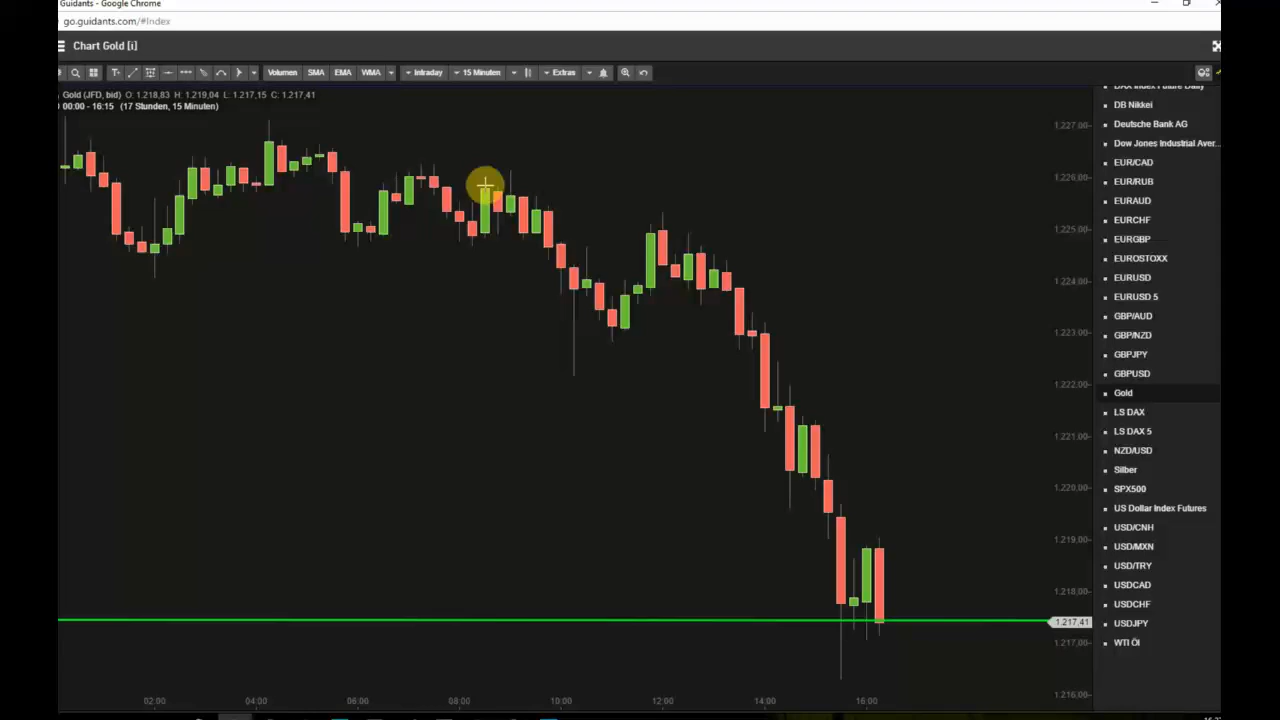 Guidants - Google Chrome
go.guidants.com/#Index
Chart Gold [i]
Volumen SMA EMA WMA Intraday 15 Minuten Extras
Gold (JFD, bid) O: 1.218,83 H: 1.219,04 L: 1.217,15 C: 1.217,41
00:00 - 16:15 (17 Stunden, 15 Minuten)
1.227,00
1.226,00
1.225,00
1.224,00
1.223,00
1.222,00
1.221,00
1.220,00
1.219,00
1.218,00
1.217,41
1.217,00
1.216,00
02:00 04:00 06:00 08:00 10:00 12:00 14:00 16:00
DAX Index Future Daily
DB Nikkei
Deutsche Bank AG
Dow Jones Industrial Aver...
EUR/CAD
EUR/RUB
EURAUD
EURCHF
EURGBP
EUROSTOXX
EURUSD
EURUSD 5
GBP/AUD
GBP/NZD
GBPJPY
GBPUSD
Gold
LS DAX
LS DAX 5
NZD/USD
Silber
SPX500
US Dollar Index Futures
USD/CNH
USD/MXN
USD/TRY
USDCAD
USDCHF
USDJPY
WTI Öl